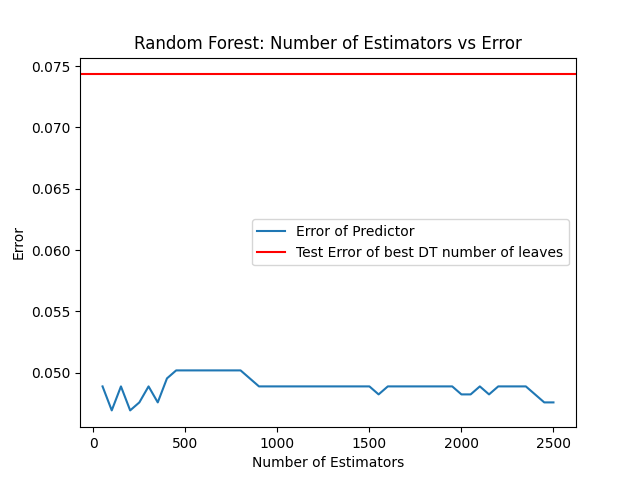 Random Forest: Number of Estimators vs Error
0.075
0.070
0.065
0.060
0.055
0.050
Error
Error of Predictor
Test Error of best DT number of leaves
0 500 1000 1500 2000 2500
Number of Estimators